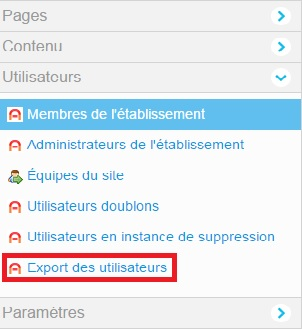 Pages
Contenu
Utilisateurs
Membres de l'établissement
Administrateurs de l'établissement
Équipes du site
Utilisateurs doublons
Utilisateurs en instance de suppression
Export des utilisateurs
Paramètres